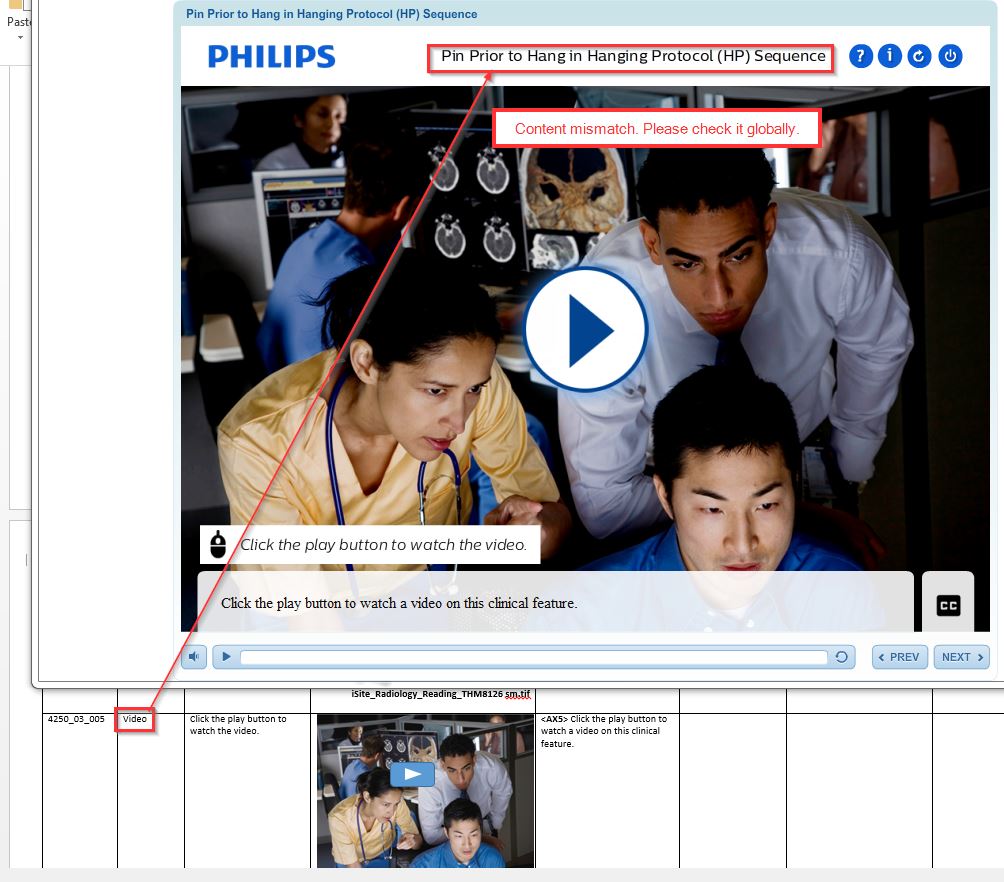 Paste
Pin Prior to Hang in Hanging Protocol (HP) Sequence
PHILIPS
Pin Prior to Hang in Hanging Protocol (HP) Sequence
? i
Content mismatch. Please check it globally.
Click the play button to watch the video.
Click the play button to watch a video on this clinical feature.
CC
PREV
NEXT
iSite_Radiology_Reading_THM8126 sm.tif
4250_03_005
Video
Click the play button to
watch the video.
<AX5> Click the play button to
watch a video on this clinical
feature.